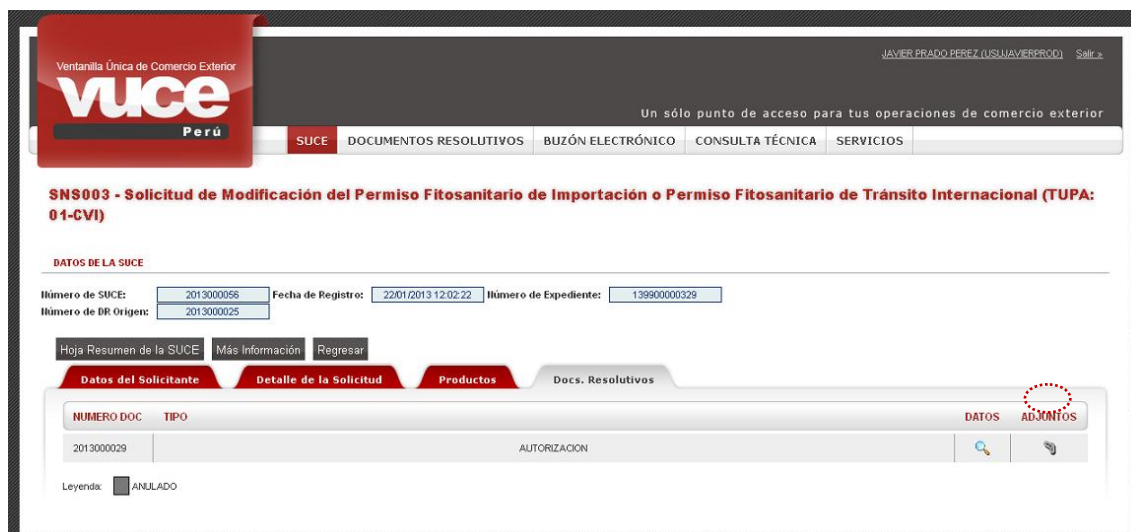 JAVIER PRADO PEREZ (USUJAVIERPROD) Salir »
Ventanilla Única de Comercio Exterior
vuce
Perú
Un sólo punto de acceso para tus operaciones de comercio exterior
SUCE DOCUMENTOS RESOLUTIVOS BUZÓN ELECTRÓNICO CONSULTA TÉCNICA SERVICIOS
SNS003 - Solicitud de Modificación del Permiso Fitosanitario de Importación o Permiso Fitosanitario de Tránsito Internacional (TUPA:
01-CVI)
DATOS DE LA SUCE
Número de SUCE: 2013000056 Fecha de Registro: 22/01/2013 12:02:22 Número de Expediente: 139900000329
Número de DR Origen: 2013000025
Hoja Resumen de la SUCE Más Información Regresar
Datos del Solicitante Detalle de la Solicitud Productos Docs. Resolutivos
NUMERO DOC TIPO DATOS ADJUNTOS
2013000029 AUTORIZACION
Leyenda: ANULADO